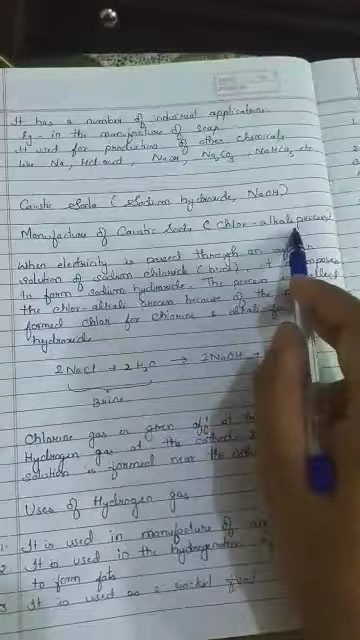 It has a number of industrial application
Eg - in the manufacture of soap
It used for production of other chemicals
like Na, Hcl acid, NaOH, Na2CO3, NaHCO3 etc
Caustic Soda (Sodium hydroxide, NaOH)
Manufacture of Caustic Soda (Chlor-alkali process)
When electricity is passed through an
solution of sodium chloride (brine), it
to form sodium hydroxide. The process is
the chlor-alkali process because of the
formed chlor for chlorine & alkali for
hydroxide
2NaCl + 2H2O → 2NaOH +
Brine
Chlorine gas is given off at the
Hydrogen gas at the cathode
solution is formed near the
Uses of Hydrogen gas
1. It is used in manufacture of
2 It is used in the hydrogenation
to form fats
3 It is used as a rocket fuel